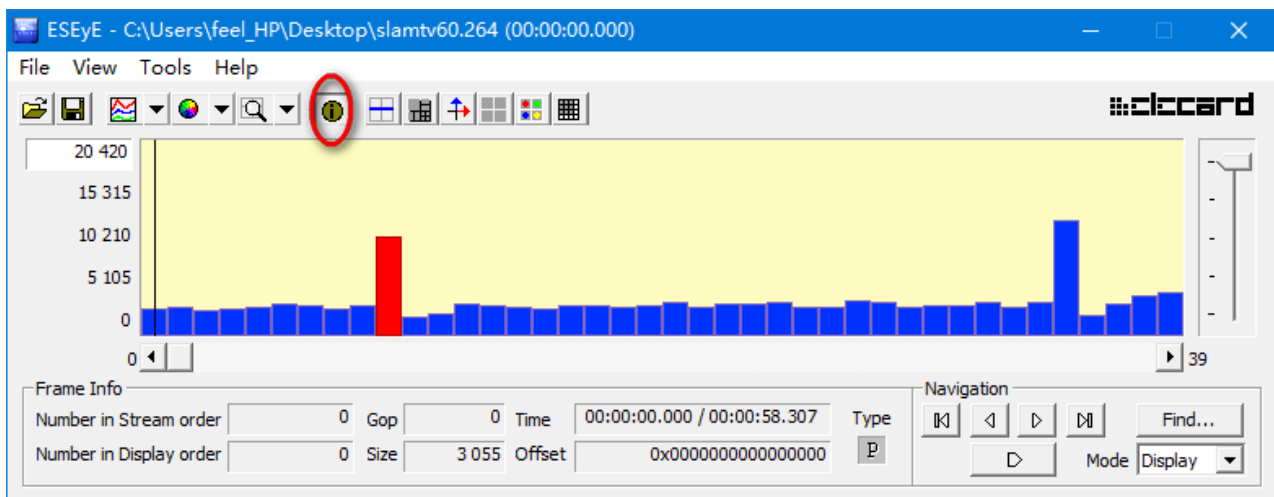 ESEyE - C:\Users\feel_HP\Desktop\slamtv60.264 (00:00:00.000)
File View Tools Help
elecard
20 420
15 315
10 210
5 105
0
0 39
Frame Info Navigation
Number in Stream order 0 Gop 0 Time 00:00:00.000 / 00:00:58.307 Type Find...
Number in Display order 0 Size 3 055 Offset 0x0000000000000000 P Mode Display